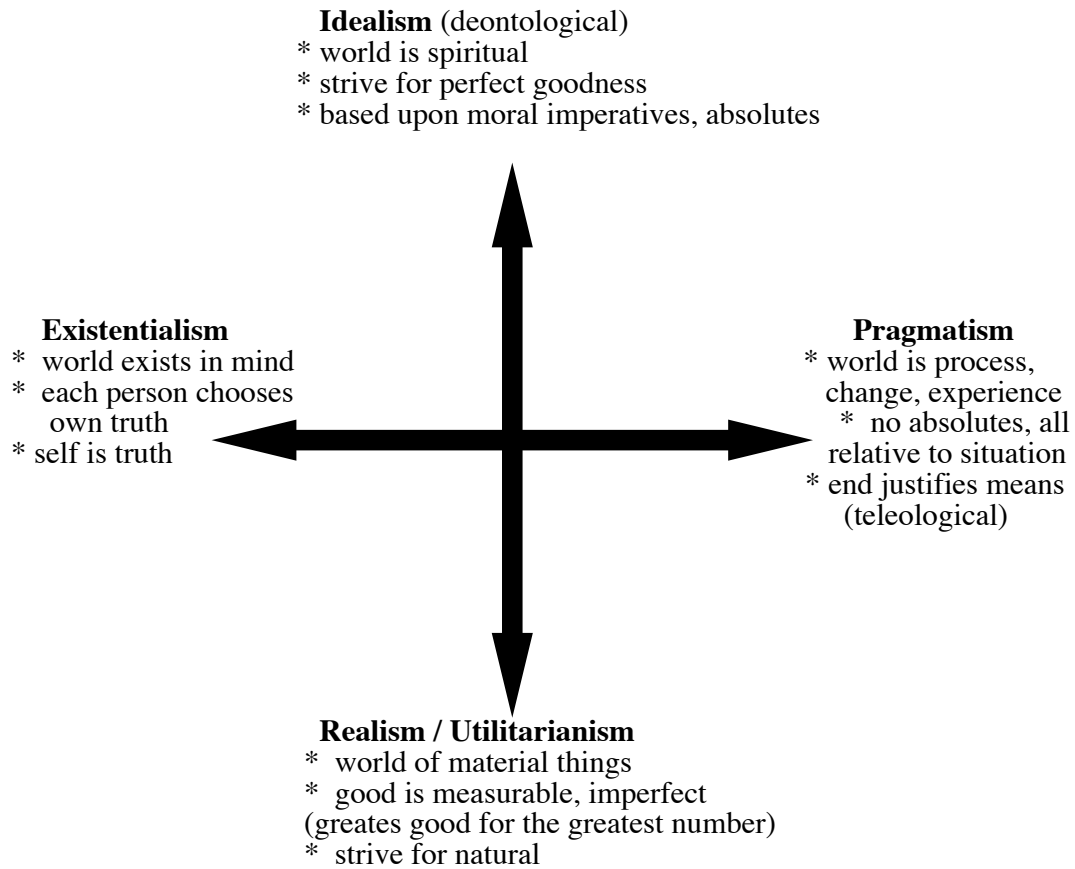 Idealism (deontological)
* world is spiritual
* strive for perfect goodness
* based upon moral imperatives, absolutes
Existentialism
* world exists in mind
* each person chooses
own truth
* self is truth
Pragmatism
* world is process,
change, experience
* no absolutes, all
relative to situation
* end justifies means
(teleological)
Realism / Utilitarianism
* world of material things
* good is measurable, imperfect
(greates good for the greatest number)
* strive for natural